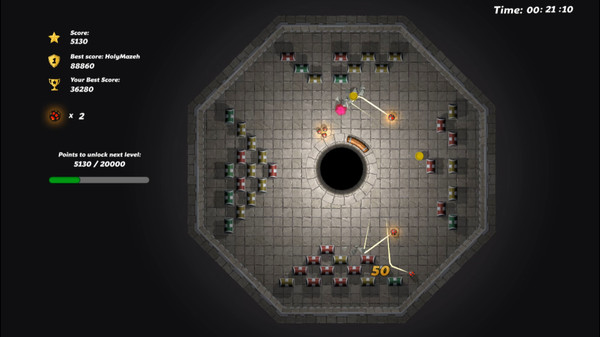 Time: 00: 21 :10
Score:
5130
Best score: HolyMazeh
88860
Your Best Score:
36280
x 2
Points to unlock next level:
5130 / 20000
50